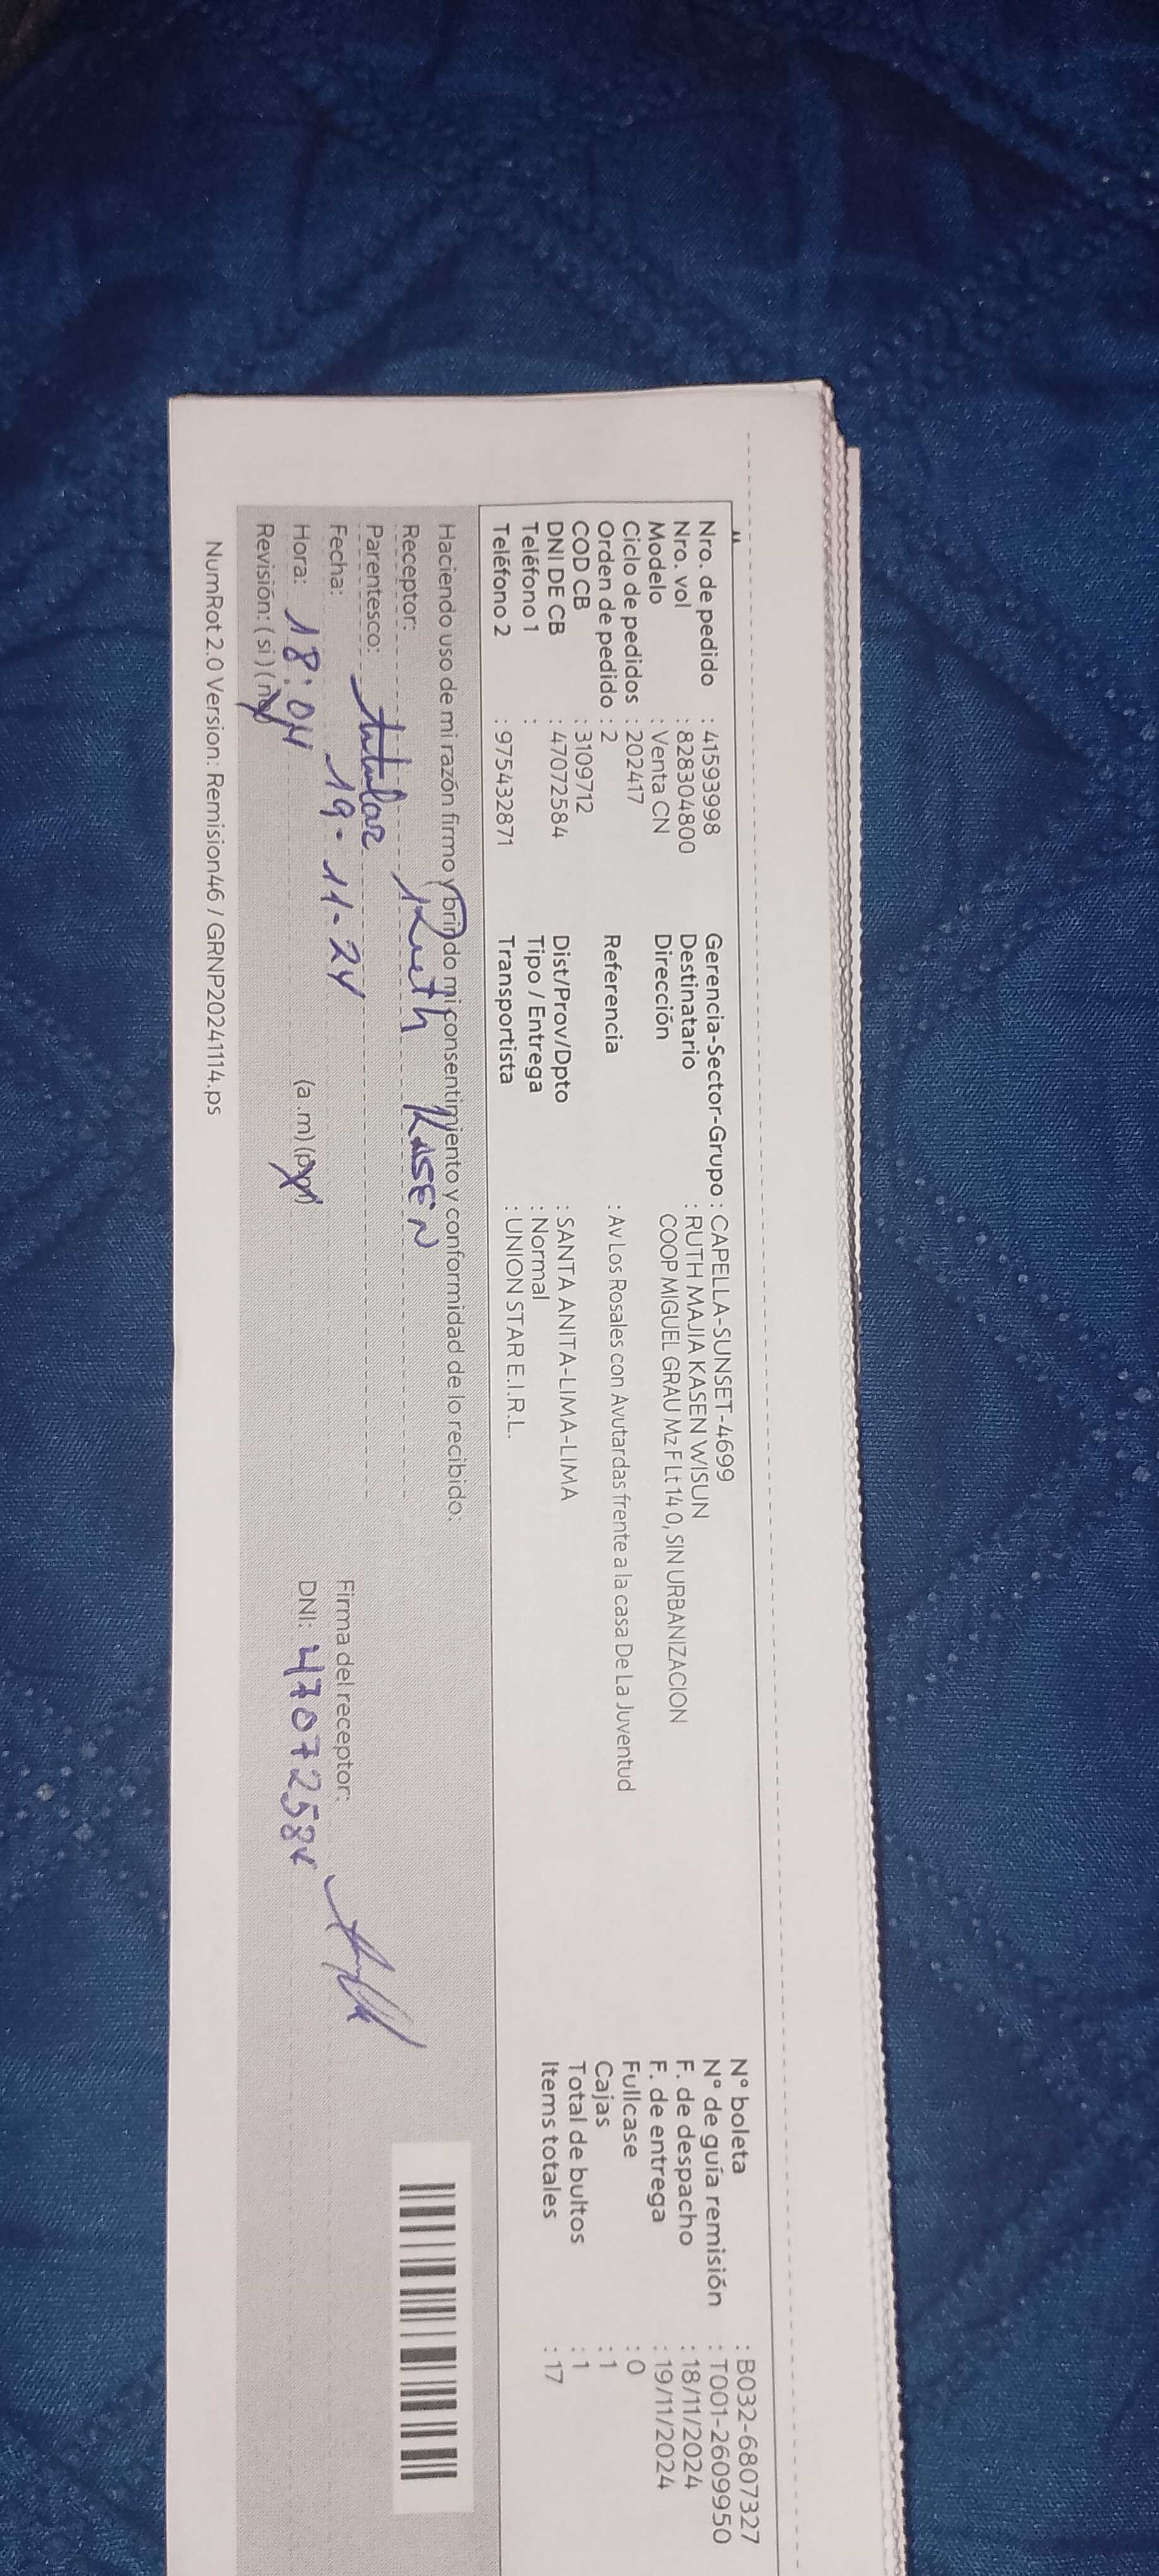 Nro. de pedido : 41593998 Gerencia-Sector-Grupo : CAPELLA-SUNSET-4699 N° boleta : B032-6807327
Nro. vol : 828304800 Destinatario : RUTH MAJIA KASEN WISUN N° de guía remisión : T001-2609950
Modelo : Venta CN Dirección COOP MIGUEL GRAU Mz F Lt 14 0, SIN URBANIZACION F. de despacho : 18/11/2024
Ciclo de pedidos : 202417 F. de entrega : 19/11/2024
Orden de pedido : 2 Referencia : Av Los Rosales con Avutardas frente a la casa De La Juventud Fullcase : 0
COD CB : 3109712 Cajas : 1
DNI DE CB : 47072584 Dist/Prov/Dpto : SANTA ANITA-LIMA-LIMA Total de bultos : 1
Teléfono 1 : Tipo / Entrega : Normal Items totales : 17
Teléfono 2 : 975432871 Transportista : UNION STAR E.I.R.L.
Haciendo uso de mi razón firmo y brindo mi consentimiento y conformidad de lo recibido:
Receptor: Ruth KASEN
Parentesco: titular
Fecha: 19-11-24 Firma del receptor:
Hora: 18:04 (a .m) (p.m) DNI: 47072584
Revisión: ( si ) ( no )
NumRot 2.0 Version: Remision46 / GRNP20241114.ps